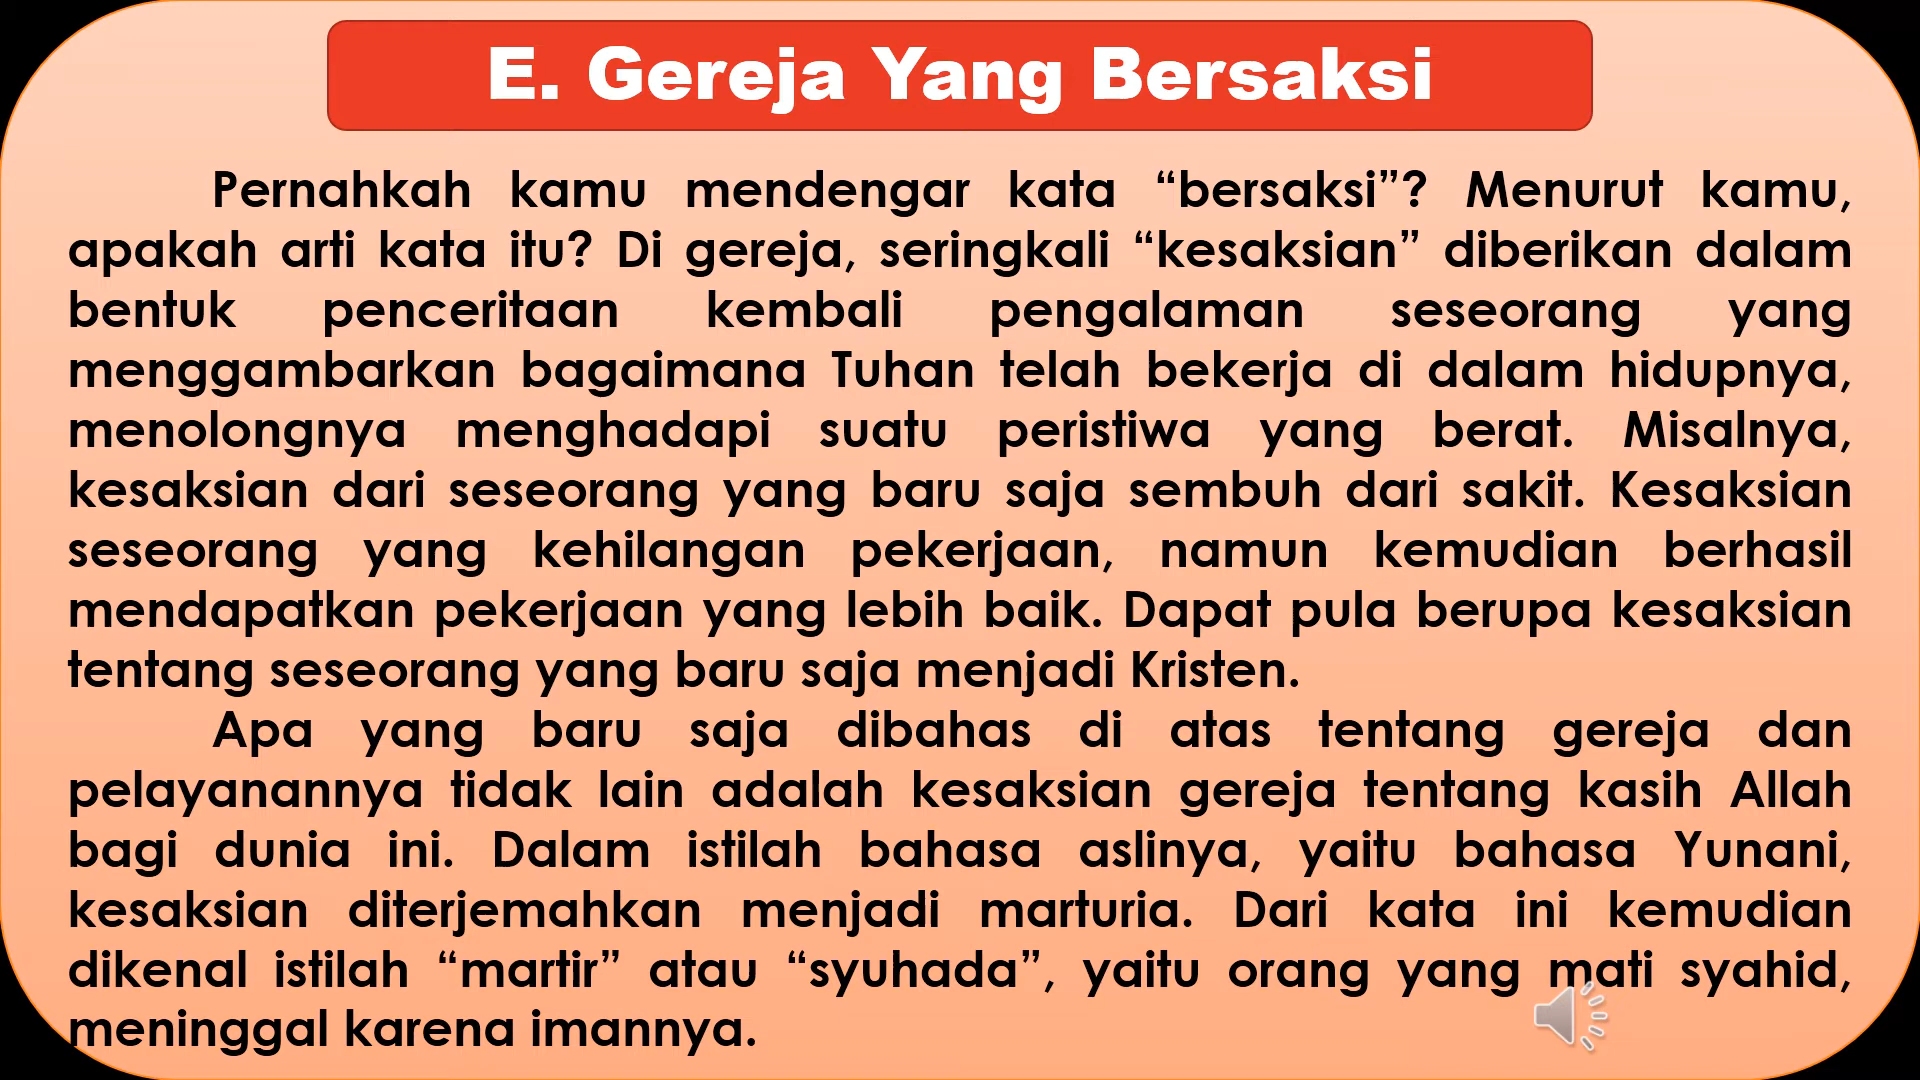 E. Gereja Yang Bersaksi
Pernahkah kamu mendengar kata “bersaksi”? Menurut kamu,
apakah arti kata itu? Di gereja, seringkali “kesaksian” diberikan dalam
bentuk penceritaan kembali pengalaman seseorang yang
menggambarkan bagaimana Tuhan telah bekerja di dalam hidupnya,
menolongnya menghadapi suatu peristiwa yang berat. Misalnya,
kesaksian dari seseorang yang baru saja sembuh dari sakit. Kesaksian
seseorang yang kehilangan pekerjaan, namun kemudian berhasil
mendapatkan pekerjaan yang lebih baik. Dapat pula berupa kesaksian
tentang seseorang yang baru saja menjadi Kristen.
Apa yang baru saja dibahas di atas tentang gereja dan
pelayanannya tidak lain adalah kesaksian gereja tentang kasih Allah
bagi dunia ini. Dalam istilah bahasa aslinya, yaitu bahasa Yunani,
kesaksian diterjemahkan menjadi marturia. Dari kata ini kemudian
dikenal istilah “martir” atau “syuhada”, yaitu orang yang mati syahid,
meninggal karena imannya.